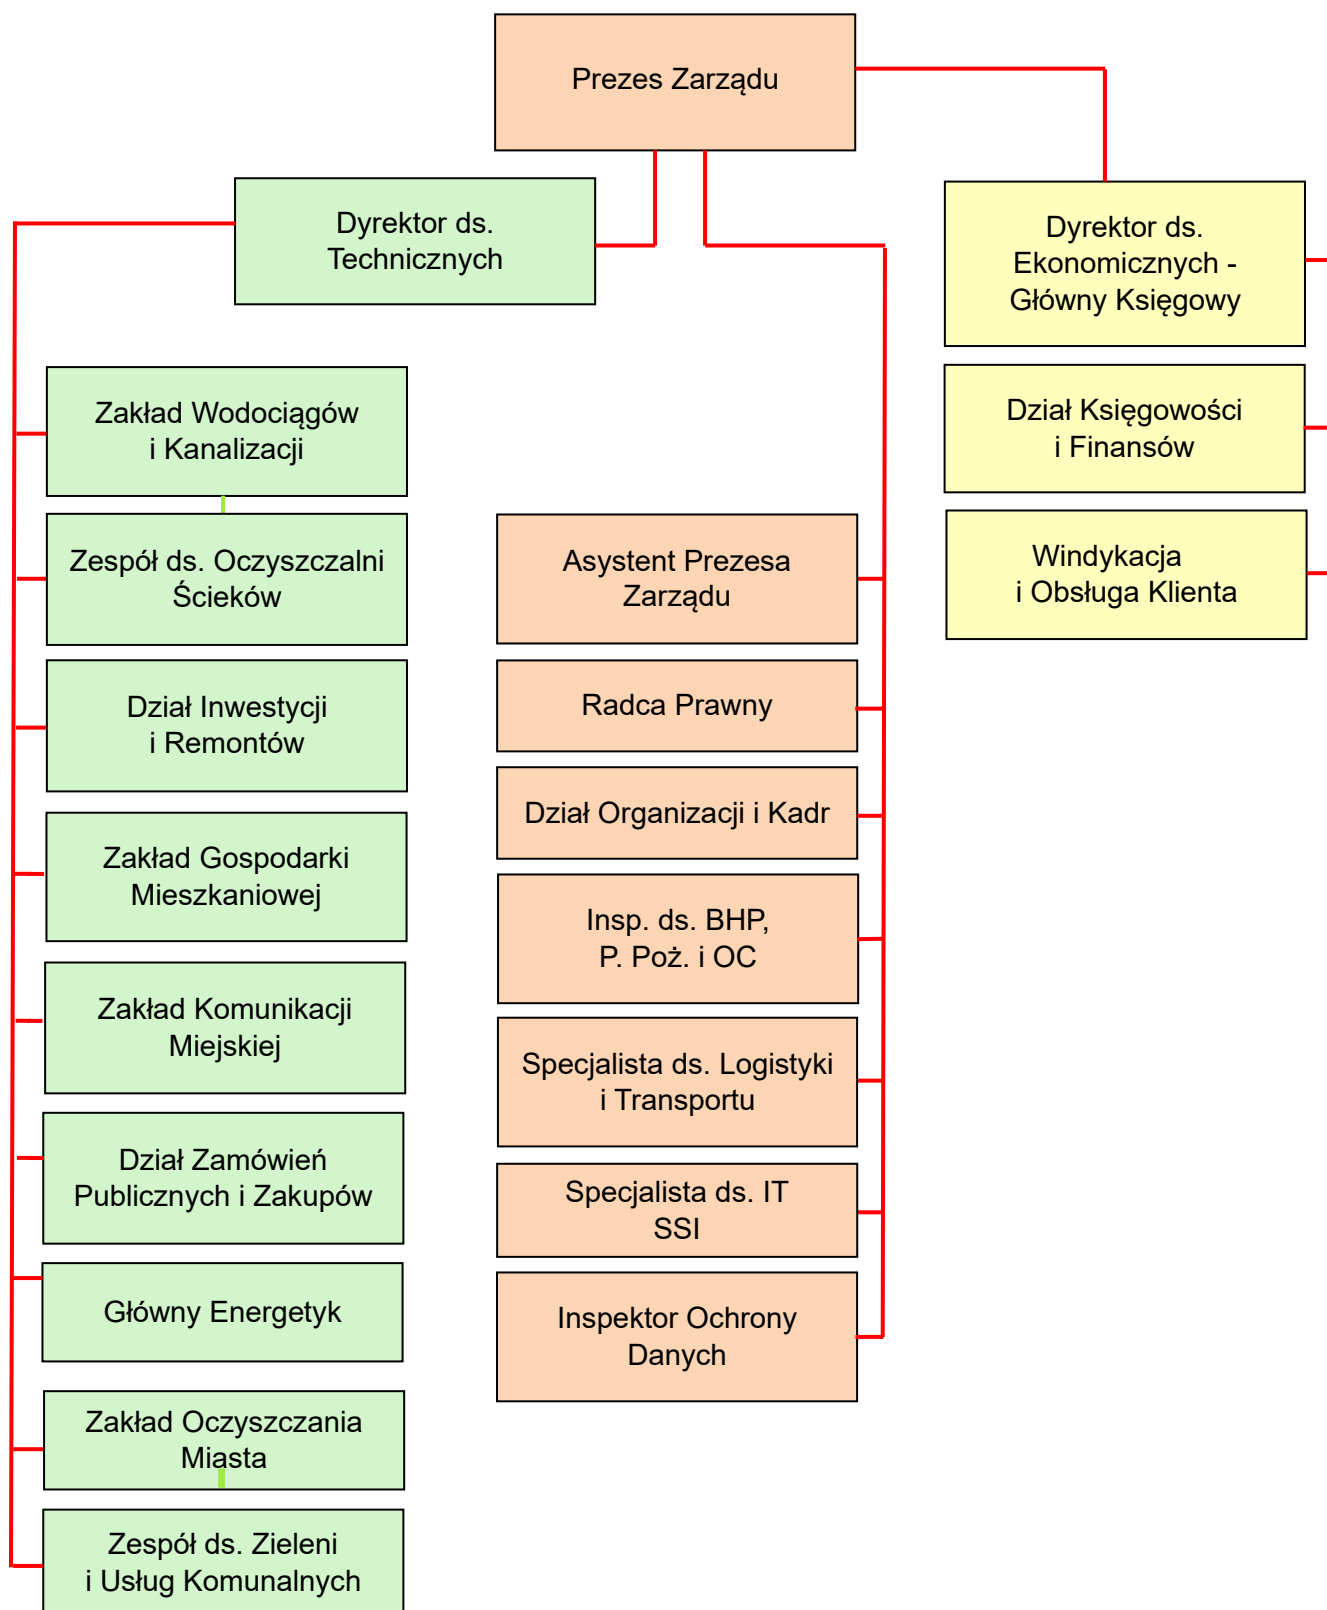 Prezes Zarządu
Dyrektor ds.
Technicznych
Dyrektor ds.
Ekonomicznych -
Główny Księgowy
Zakład Wodociągów
i Kanalizacji
Zespół ds. Oczyszczalni
Ścieków
Dział Inwestycji
i Remontów
Zakład Gospodarki
Mieszkaniowej
Zakład Komunikacji
Miejskiej
Dział Zamówień
Publicznych i Zakupów
Główny Energetyk
Zakład Oczyszczania
Miasta
Zespół ds. Zieleni
i Usług Komunalnych
Asystent Prezesa
Zarządu
Radca Prawny
Dział Organizacji i Kadr
Insp. ds. BHP,
P. Poż. i OC
Specjalista ds. Logistyki
i Transportu
Specjalista ds. IT
SSI
Inspektor Ochrony
Danych
Dział Księgowości
i Finansów
Windykacja
i Obsługa Klienta